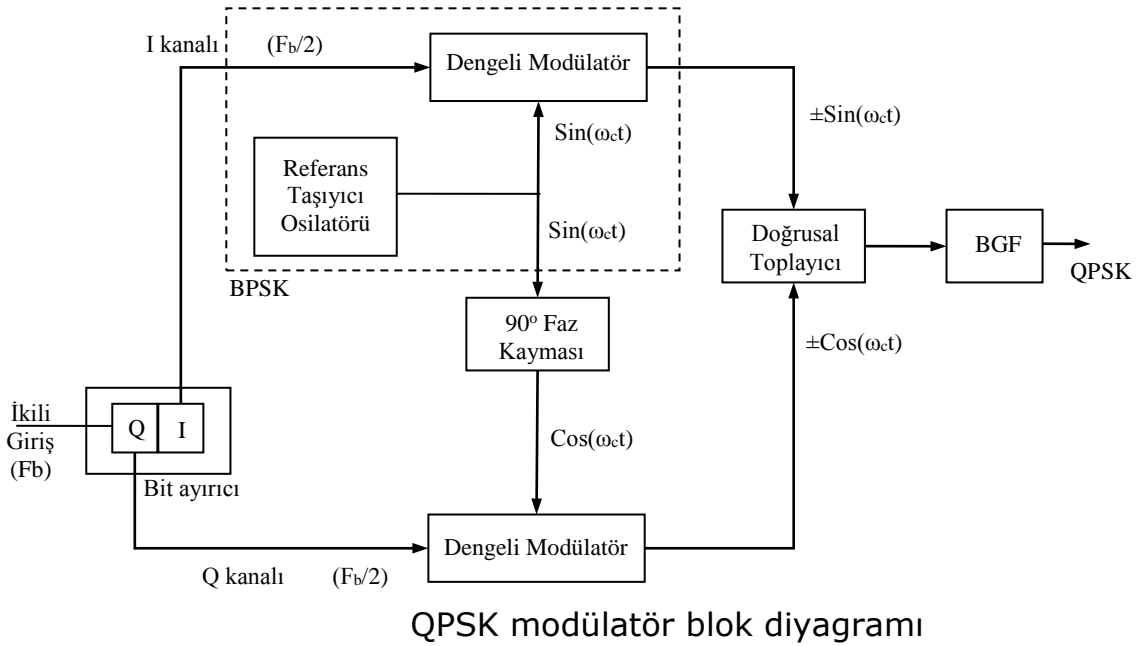 I kanalı (Fb/2)
Dengeli Modülatör
Sin(ωct)
±Sin(ωct)
Referans
Taşıyıcı
Osilatörü
Sin(ωct)
Doğrusal
Toplayıcı
BGF
QPSK
BPSK
90° Faz
Kayması
±Cos(ωct)
İkili
Giriş
(Fb)
Q I
Cos(ωct)
Bit ayırıcı
Dengeli Modülatör
Q kanalı (Fb/2)
QPSK modülatör blok diyagramı